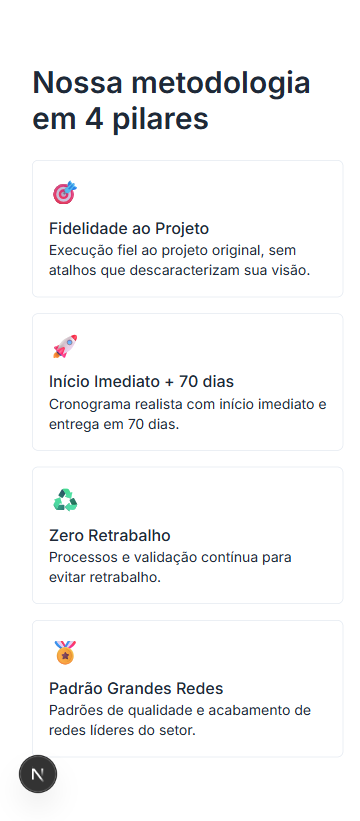 Nossa metodologia
em 4 pilares
Fidelidade ao Projeto
Execução fiel ao projeto original, sem
atalhos que descaracterizam sua visão.
Início Imediato + 70 dias
Cronograma realista com início imediato e
entrega em 70 dias.
Zero Retrabalho
Processos e validação contínua para
evitar retrabalho.
Padrão Grandes Redes
Padrões de qualidade e acabamento de
redes líderes do setor.
N